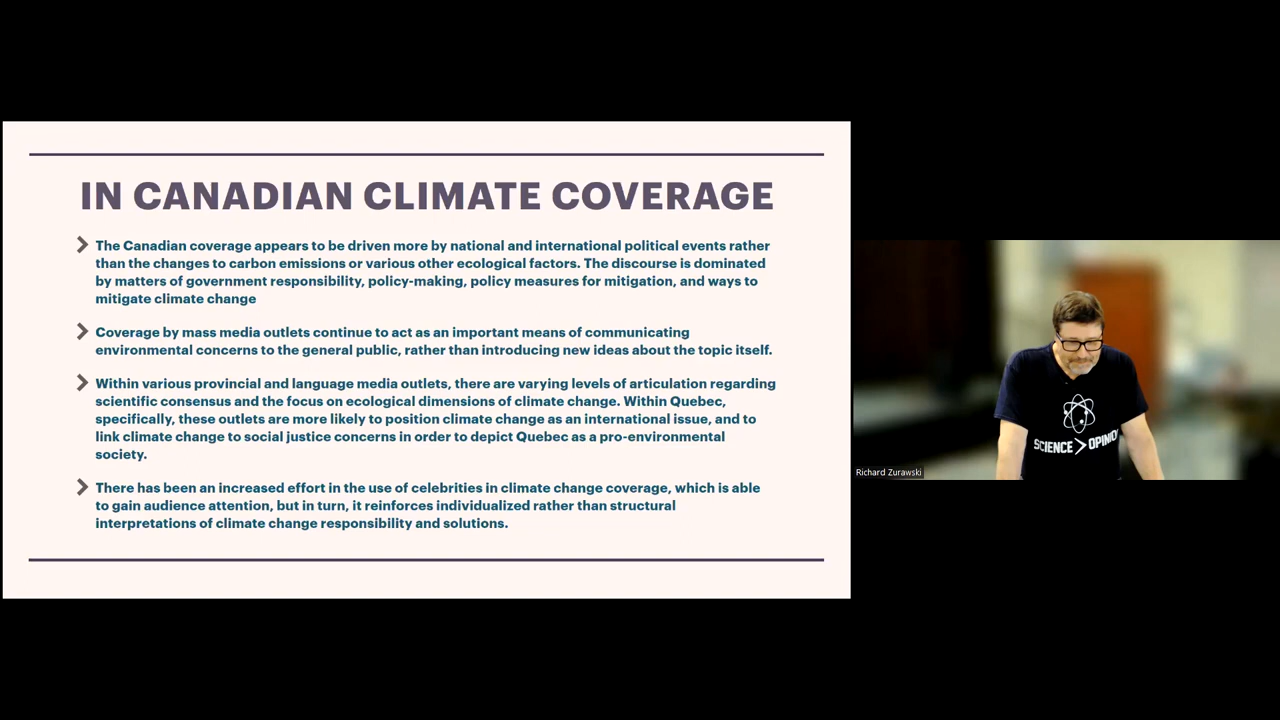 IN CANADIAN CLIMATE COVERAGE
The Canadian coverage appears to be driven more by national and international political events rather
than the changes to carbon emissions or various other ecological factors. The discourse is dominated
by matters of government responsibility, policy-making, policy measures for mitigation, and ways to
mitigate climate change
Coverage by mass media outlets continue to act as an important means of communicating
environmental concerns to the general public, rather than introducing new ideas about the topic itself.
Within various provincial and language media outlets, there are varying levels of articulation regarding
scientific consensus and the focus on ecological dimensions of climate change. Within Quebec,
specifically, these outlets are more likely to position climate change as an international issue, and to
link climate change to social justice concerns in order to depict Quebec as a pro-environmental
society.
There has been an increased effort in the use of celebrities in climate change coverage, which is able
to gain audience attention, but in turn, it reinforces individualized rather than structural
interpretations of climate change responsibility and solutions.
SCIENCE > OPINION
Richard Zurawski